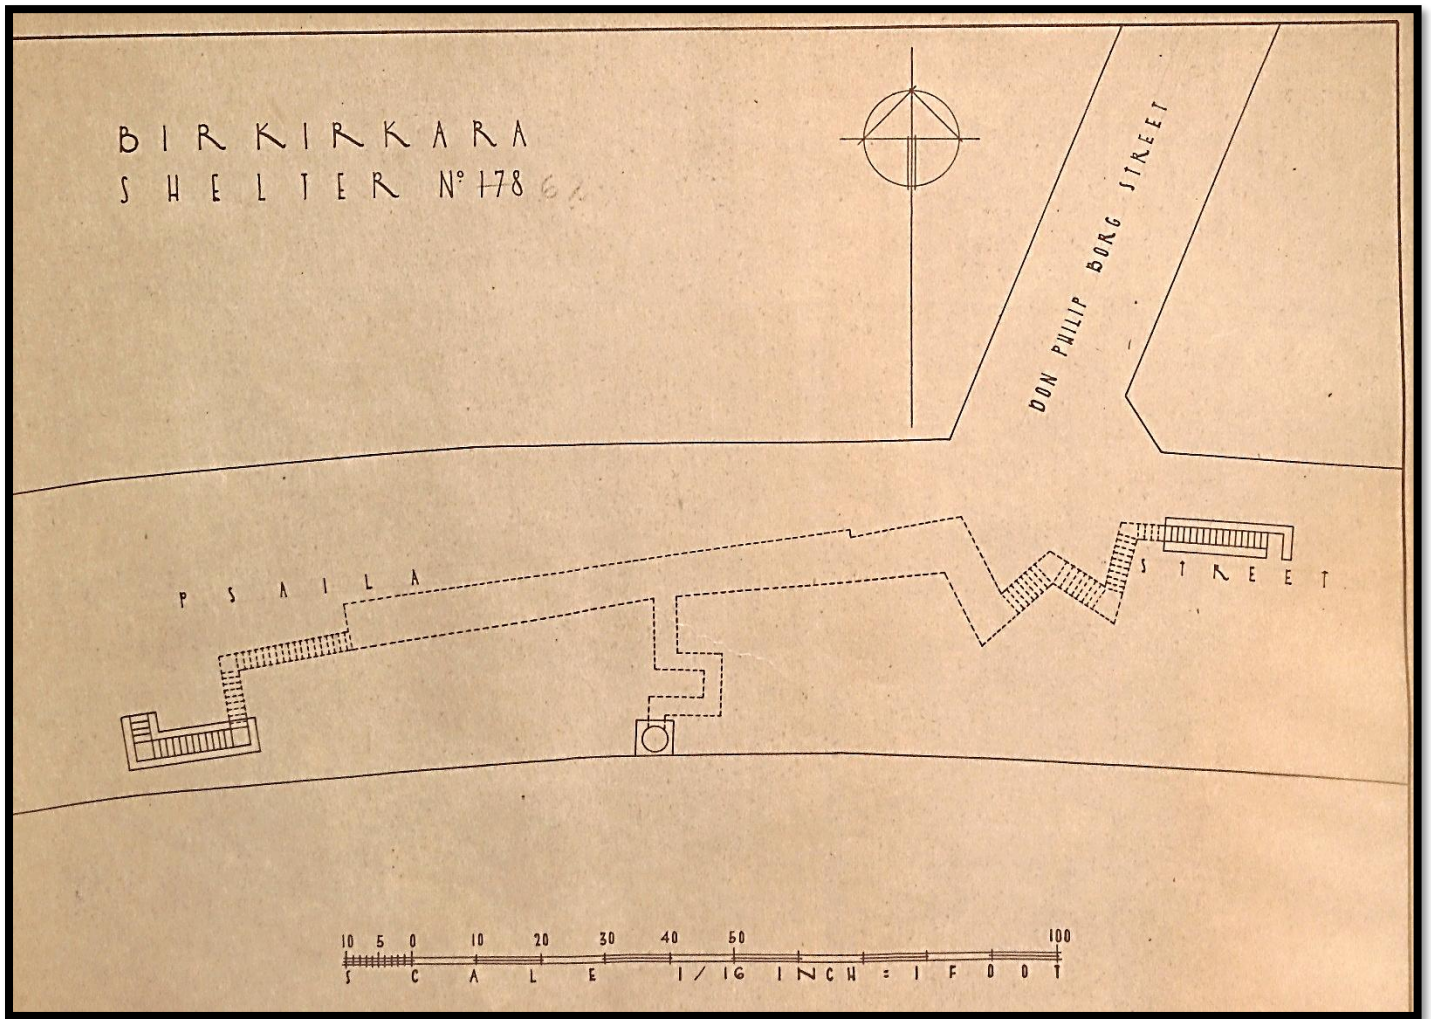 BIRKIRKARA
SHELTER Nº 178 62
DON PHILIP BORG STREET
PSAILA STREET
10 5 0 10 20 30 40 50 100
SCALE 1/16 INCH = 1 FOOT